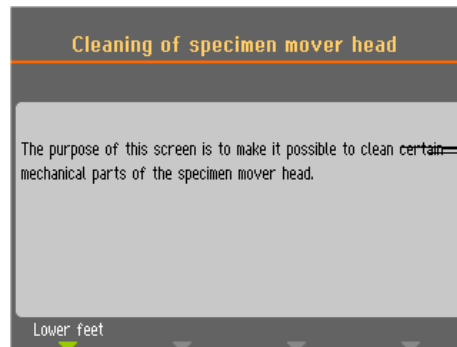 Cleaning of specimen mover head
The purpose of this screen is to make it possible to clean certain
mechanical parts of the specimen mover head.
Lower feet